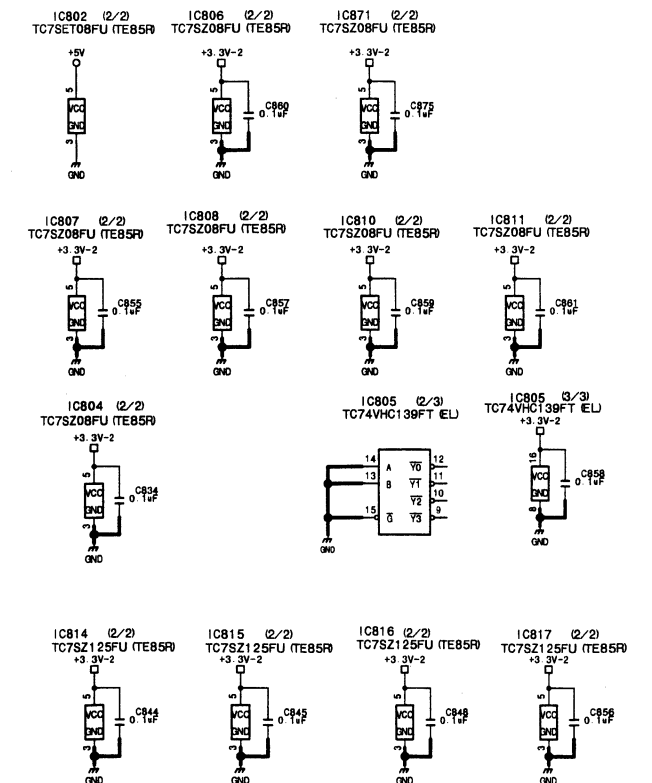 IC802 (2/2)
TC7SET08FU (TE85R)
+5V
5
VCC
GND
3
GND
IC806 (2/2)
TC7SZ08FU (TE85R)
+3.3V-2
5
VCC
GND
3
C860
0.1uF
GND
IC871 (2/2)
TC7SZ08FU (TE85R)
+3.3V-2
5
VCC
GND
3
C875
0.1uF
GND
IC807 (2/2)
TC7SZ08FU (TE85R)
+3.3V-2
5
VCC
GND
3
C855
0.1uF
GND
IC808 (2/2)
TC7SZ08FU (TE85R)
+3.3V-2
5
VCC
GND
3
C857
0.1uF
GND
IC810 (2/2)
TC7SZ08FU (TE85R)
+3.3V-2
5
VCC
GND
3
C859
0.1uF
GND
IC811 (2/2)
TC7SZ08FU (TE85R)
+3.3V-2
5
VCC
GND
3
C861
0.1uF
GND
IC804 (2/2)
TC7SZ08FU (TE85R)
+3.3V-2
5
VCC
GND
3
C834
0.1uF
GND
IC805 (2/3)
TC74VHC139FT (EL)
14 A Y0 12
13 B Y1 11
Y2 10
15 G Y3 9
GND
IC805 (3/3)
TC74VHC139FT (EL)
+3.3V-2
16
VCC
GND
8
C858
0.1uF
GND
IC814 (2/2)
TC7SZ125FU (TE85R)
+3.3V-2
5
VCC
GND
3
C844
0.1uF
GND
IC815 (2/2)
TC7SZ125FU (TE85R)
+3.3V-2
5
VCC
GND
3
C845
0.1uF
GND
IC816 (2/2)
TC7SZ125FU (TE85R)
+3.3V-2
5
VCC
GND
3
C848
0.1uF
GND
IC817 (2/2)
TC7SZ125FU (TE85R)
+3.3V-2
5
VCC
GND
3
C856
0.1uF
GND